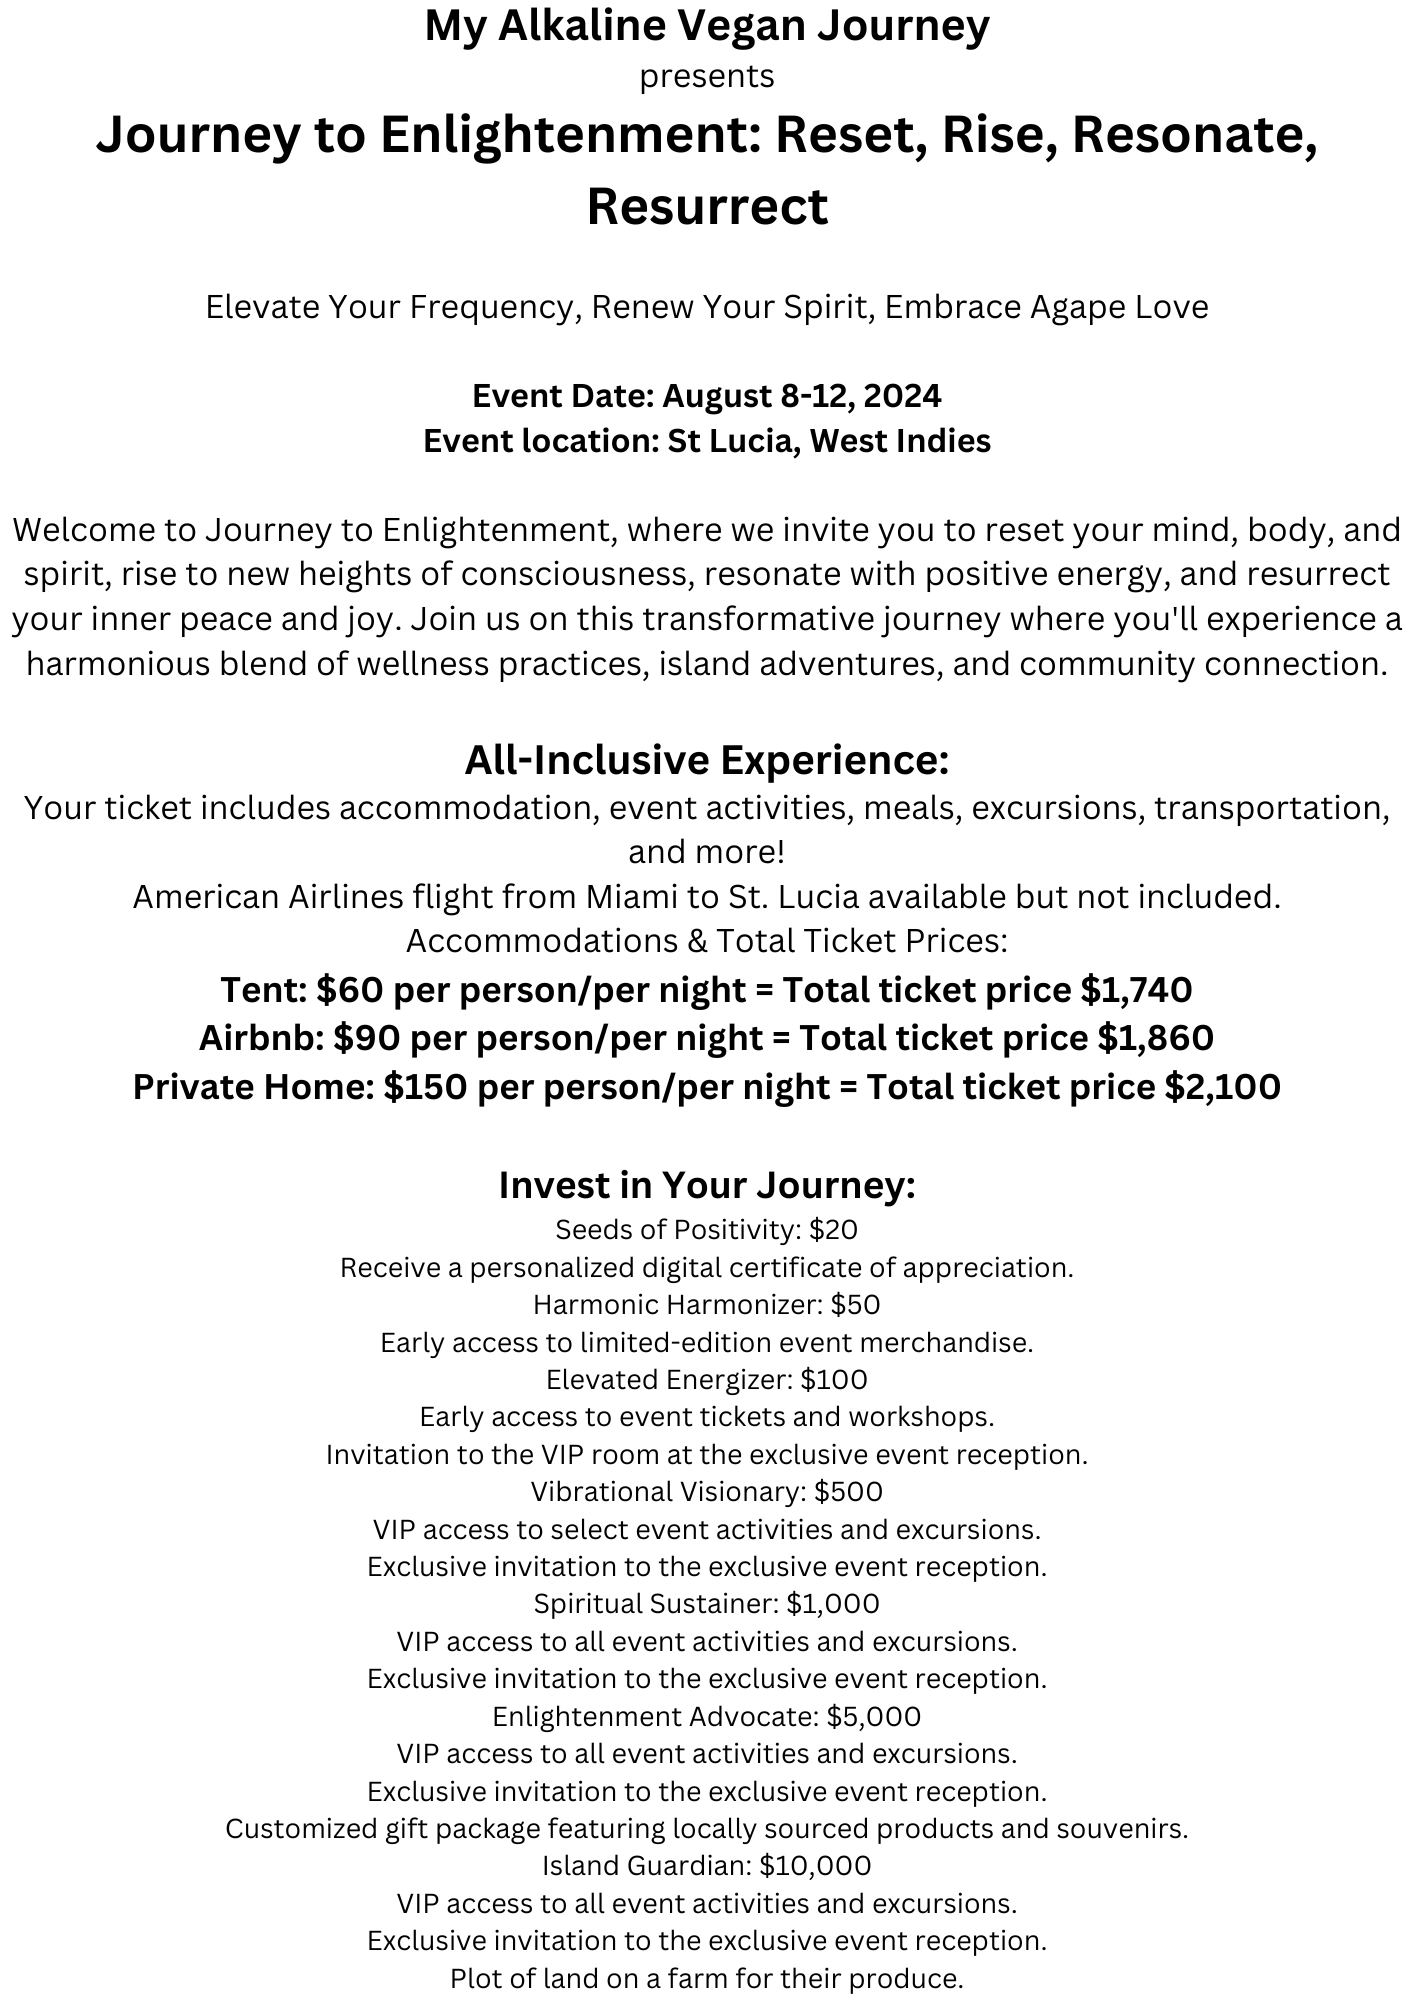 My Alkaline Vegan Journey
presents
Journey to Enlightenment: Reset, Rise, Resonate,
Resurrect
Elevate Your Frequency, Renew Your Spirit, Embrace Agape Love
Event Date: August 8-12, 2024
Event location: St Lucia, West Indies
Welcome to Journey to Enlightenment, where we invite you to reset your mind, body, and
spirit, rise to new heights of consciousness, resonate with positive energy, and resurrect
your inner peace and joy. Join us on this transformative journey where you'll experience a
harmonious blend of wellness practices, island adventures, and community connection.
All-Inclusive Experience:
Your ticket includes accommodation, event activities, meals, excursions, transportation,
and more!
American Airlines flight from Miami to St. Lucia available but not included.
Accommodations & Total Ticket Prices:
Tent: $60 per person/per night = Total ticket price $1,740
Airbnb: $90 per person/per night = Total ticket price $1,860
Private Home: $150 per person/per night = Total ticket price $2,100
Invest in Your Journey:
Seeds of Positivity: $20
Receive a personalized digital certificate of appreciation.
Harmonic Harmonizer: $50
Early access to limited-edition event merchandise.
Elevated Energizer: $100
Early access to event tickets and workshops.
Invitation to the VIP room at the exclusive event reception.
Vibrational Visionary: $500
VIP access to select event activities and excursions.
Exclusive invitation to the exclusive event reception.
Spiritual Sustainer: $1,000
VIP access to all event activities and excursions.
Exclusive invitation to the exclusive event reception.
Enlightenment Advocate: $5,000
VIP access to all event activities and excursions.
Exclusive invitation to the exclusive event reception.
Customized gift package featuring locally sourced products and souvenirs.
Island Guardian: $10,000
VIP access to all event activities and excursions.
Exclusive invitation to the exclusive event reception.
Plot of land on a farm for their produce.